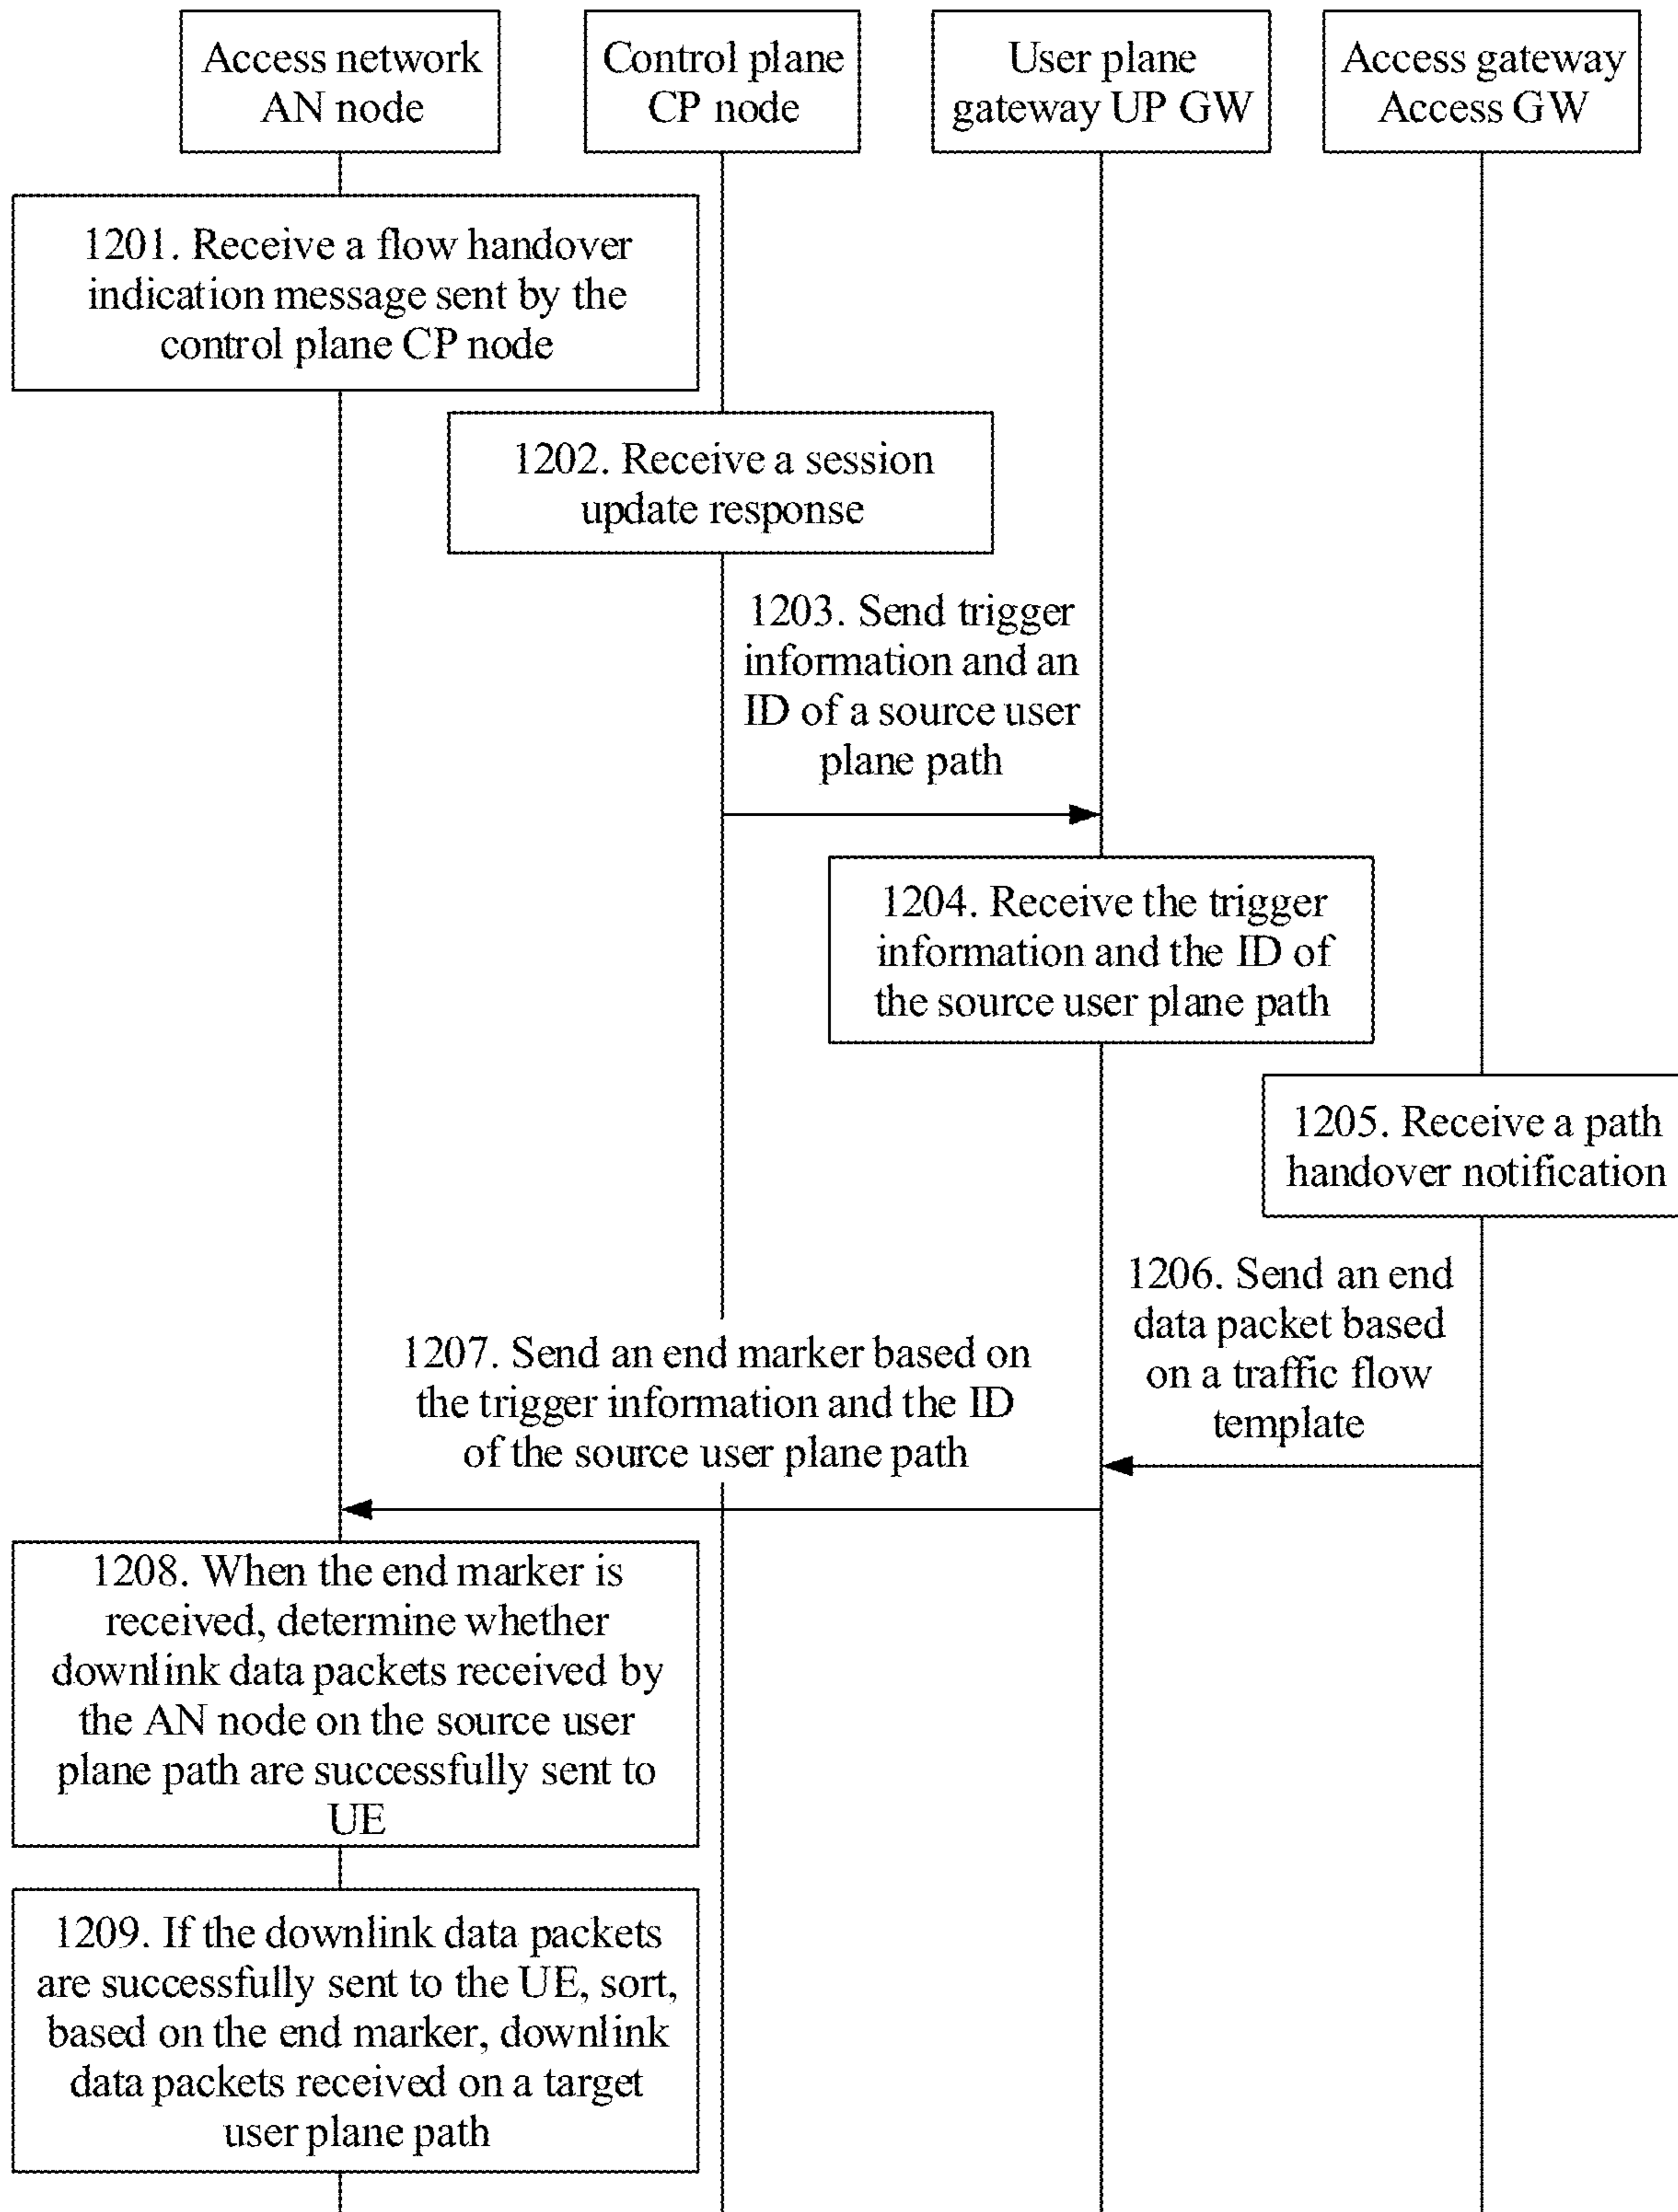 Access network
AN node
Control plane
CP node
User plane
gateway UP GW
Access gateway
Access GW
1201. Receive a flow handover
indication message sent by the
control plane CP node
1202. Receive a session
update response
1203. Send trigger
information and an
ID of a source user
plane path
1204. Receive the trigger
information and the ID of
the source user plane path
1205. Receive a path
handover notification
1206. Send an end
data packet based
on a traffic flow
template
1207. Send an end marker based on
the trigger information and the ID
of the source user plane path
1208. When the end marker is
received, determine whether
downlink data packets received by
the AN node on the source user
plane path are successfully sent to
UE
1209. If the downlink data packets
are successfully sent to the UE, sort,
based on the end marker, downlink
data packets received on a target
user plane path